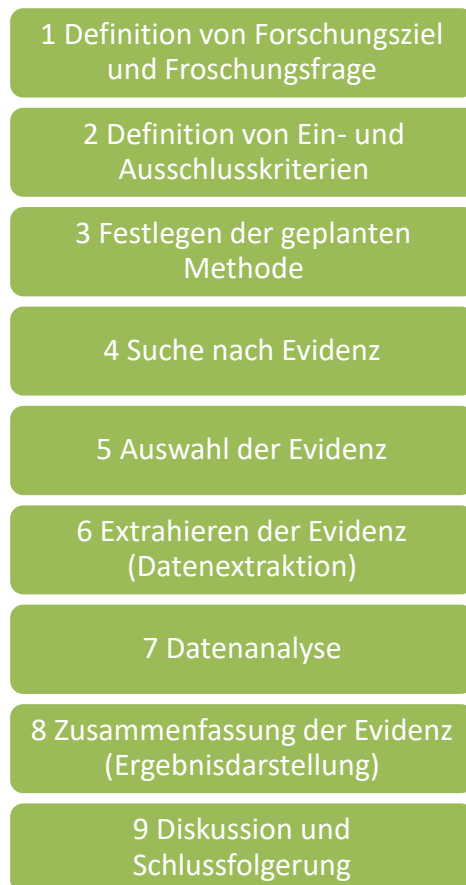 1 Definition von Forschungsziel
und Froschungsfrage
2 Definition von Ein- und
Ausschlusskriterien
3 Festlegen der geplanten
Methode
4 Suche nach Evidenz
5 Auswahl der Evidenz
6 Extrahieren der Evidenz
(Datenextraktion)
7 Datenanalyse
8 Zusammenfassung der Evidenz
(Ergebnisdarstellung)
9 Diskussion und
Schlussfolgerung